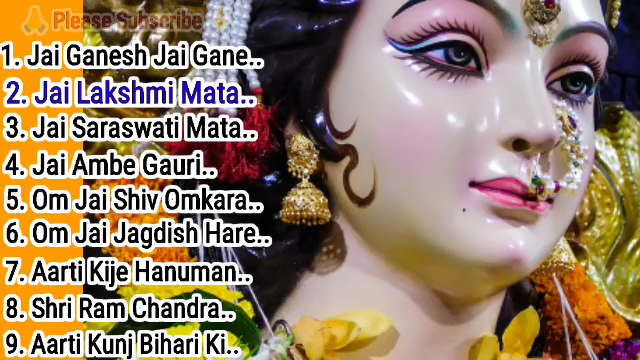 🙏Please Subscribe🙏
1. Jai Ganesh Jai Gane..
2. Jai Lakshmi Mata..
3. Jai Saraswati Mata..
4. Jai Ambe Gauri..
5. Om Jai Shiv Omkara..
6. Om Jai Jagdish Hare..
7. Aarti Kije Hanuman..
8. Shri Ram Chandra..
9. Aarti Kunj Bihari Ki..